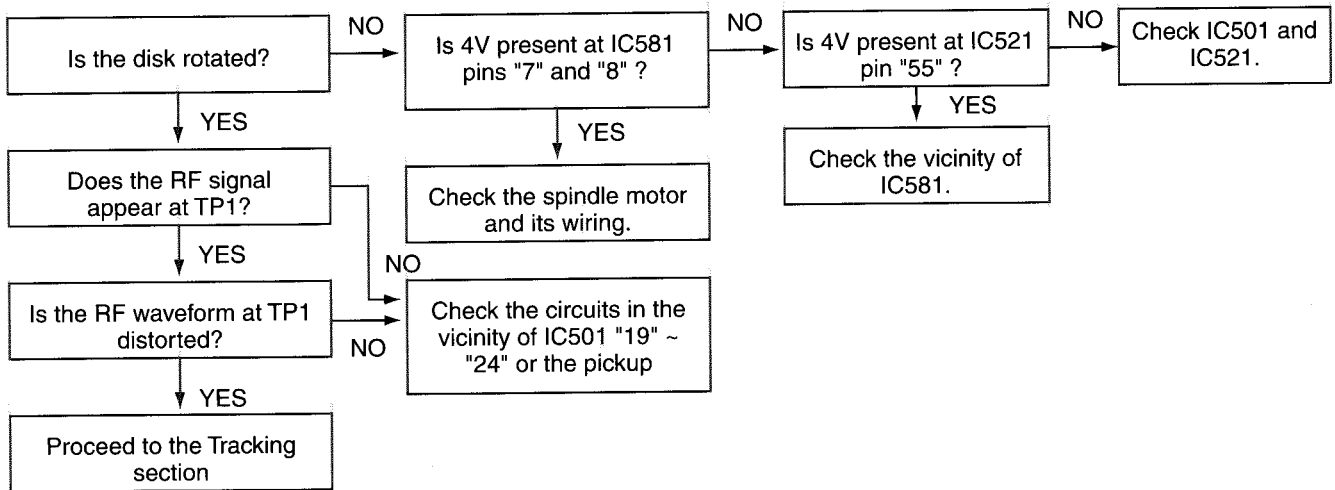 Is the disk rotated?
NO
Is 4V present at IC581
pins "7" and "8" ?
NO
Is 4V present at IC521
pin "55" ?
NO
Check IC501 and
IC521.
YES
YES
YES
Does the RF signal
appear at TP1?
Check the spindle motor
and its wiring.
Check the vicinity of
IC581.
YES
NO
Is the RF waveform at TP1
distorted?
NO
Check the circuits in the
vicinity of IC501 "19" ~
"24" or the pickup
YES
Proceed to the Tracking
section